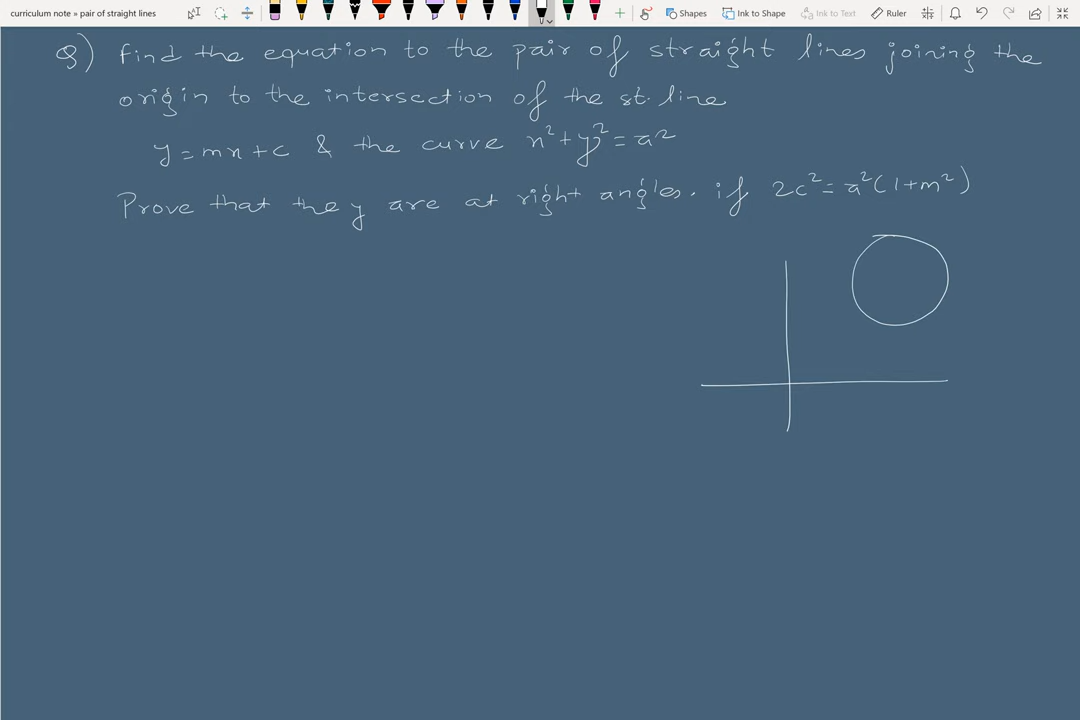 curriculum note » pair of straight lines
Shapes Ink to Shape Ink to Text Ruler
Q) Find the equation to the pair of straight lines joining the
origin to the intersection of the st. line
y = mx + c & the curve x² + y² = a²
Prove that they are at right angles. if 2c² = a²(1+m²)